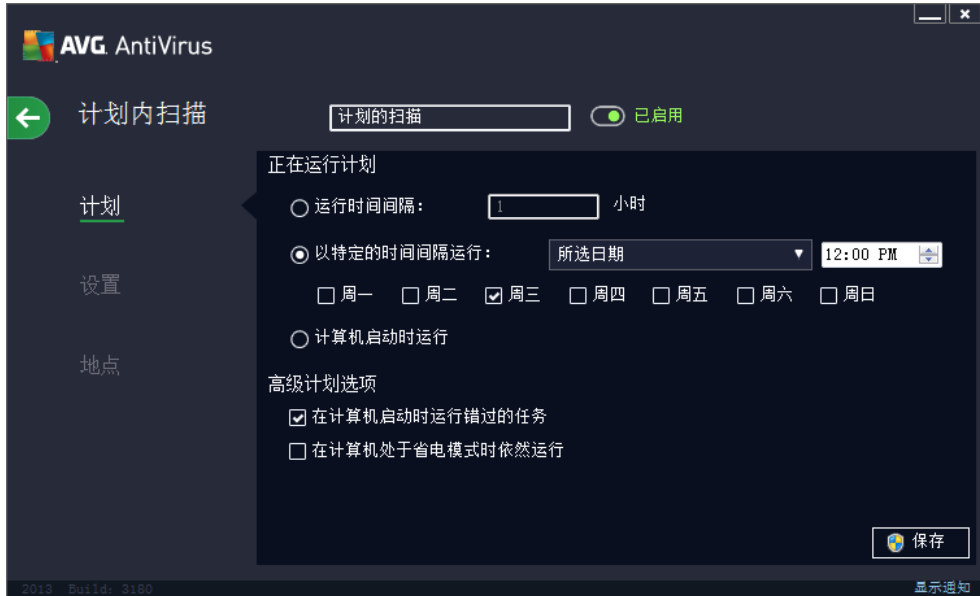 AVG. AntiVirus
计划内扫描
计划的扫描
已启用
计划
设置
地点
正在运行计划
运行时间间隔: 1 小时
以特定的时间间隔运行: 所选日期 12:00 PM
周一 周二 周三 周四 周五 周六 周日
计算机启动时运行
高级计划选项
在计算机启动时运行错过的任务
在计算机处于省电模式时依然运行
保存
2013 Build: 3180
显示通知